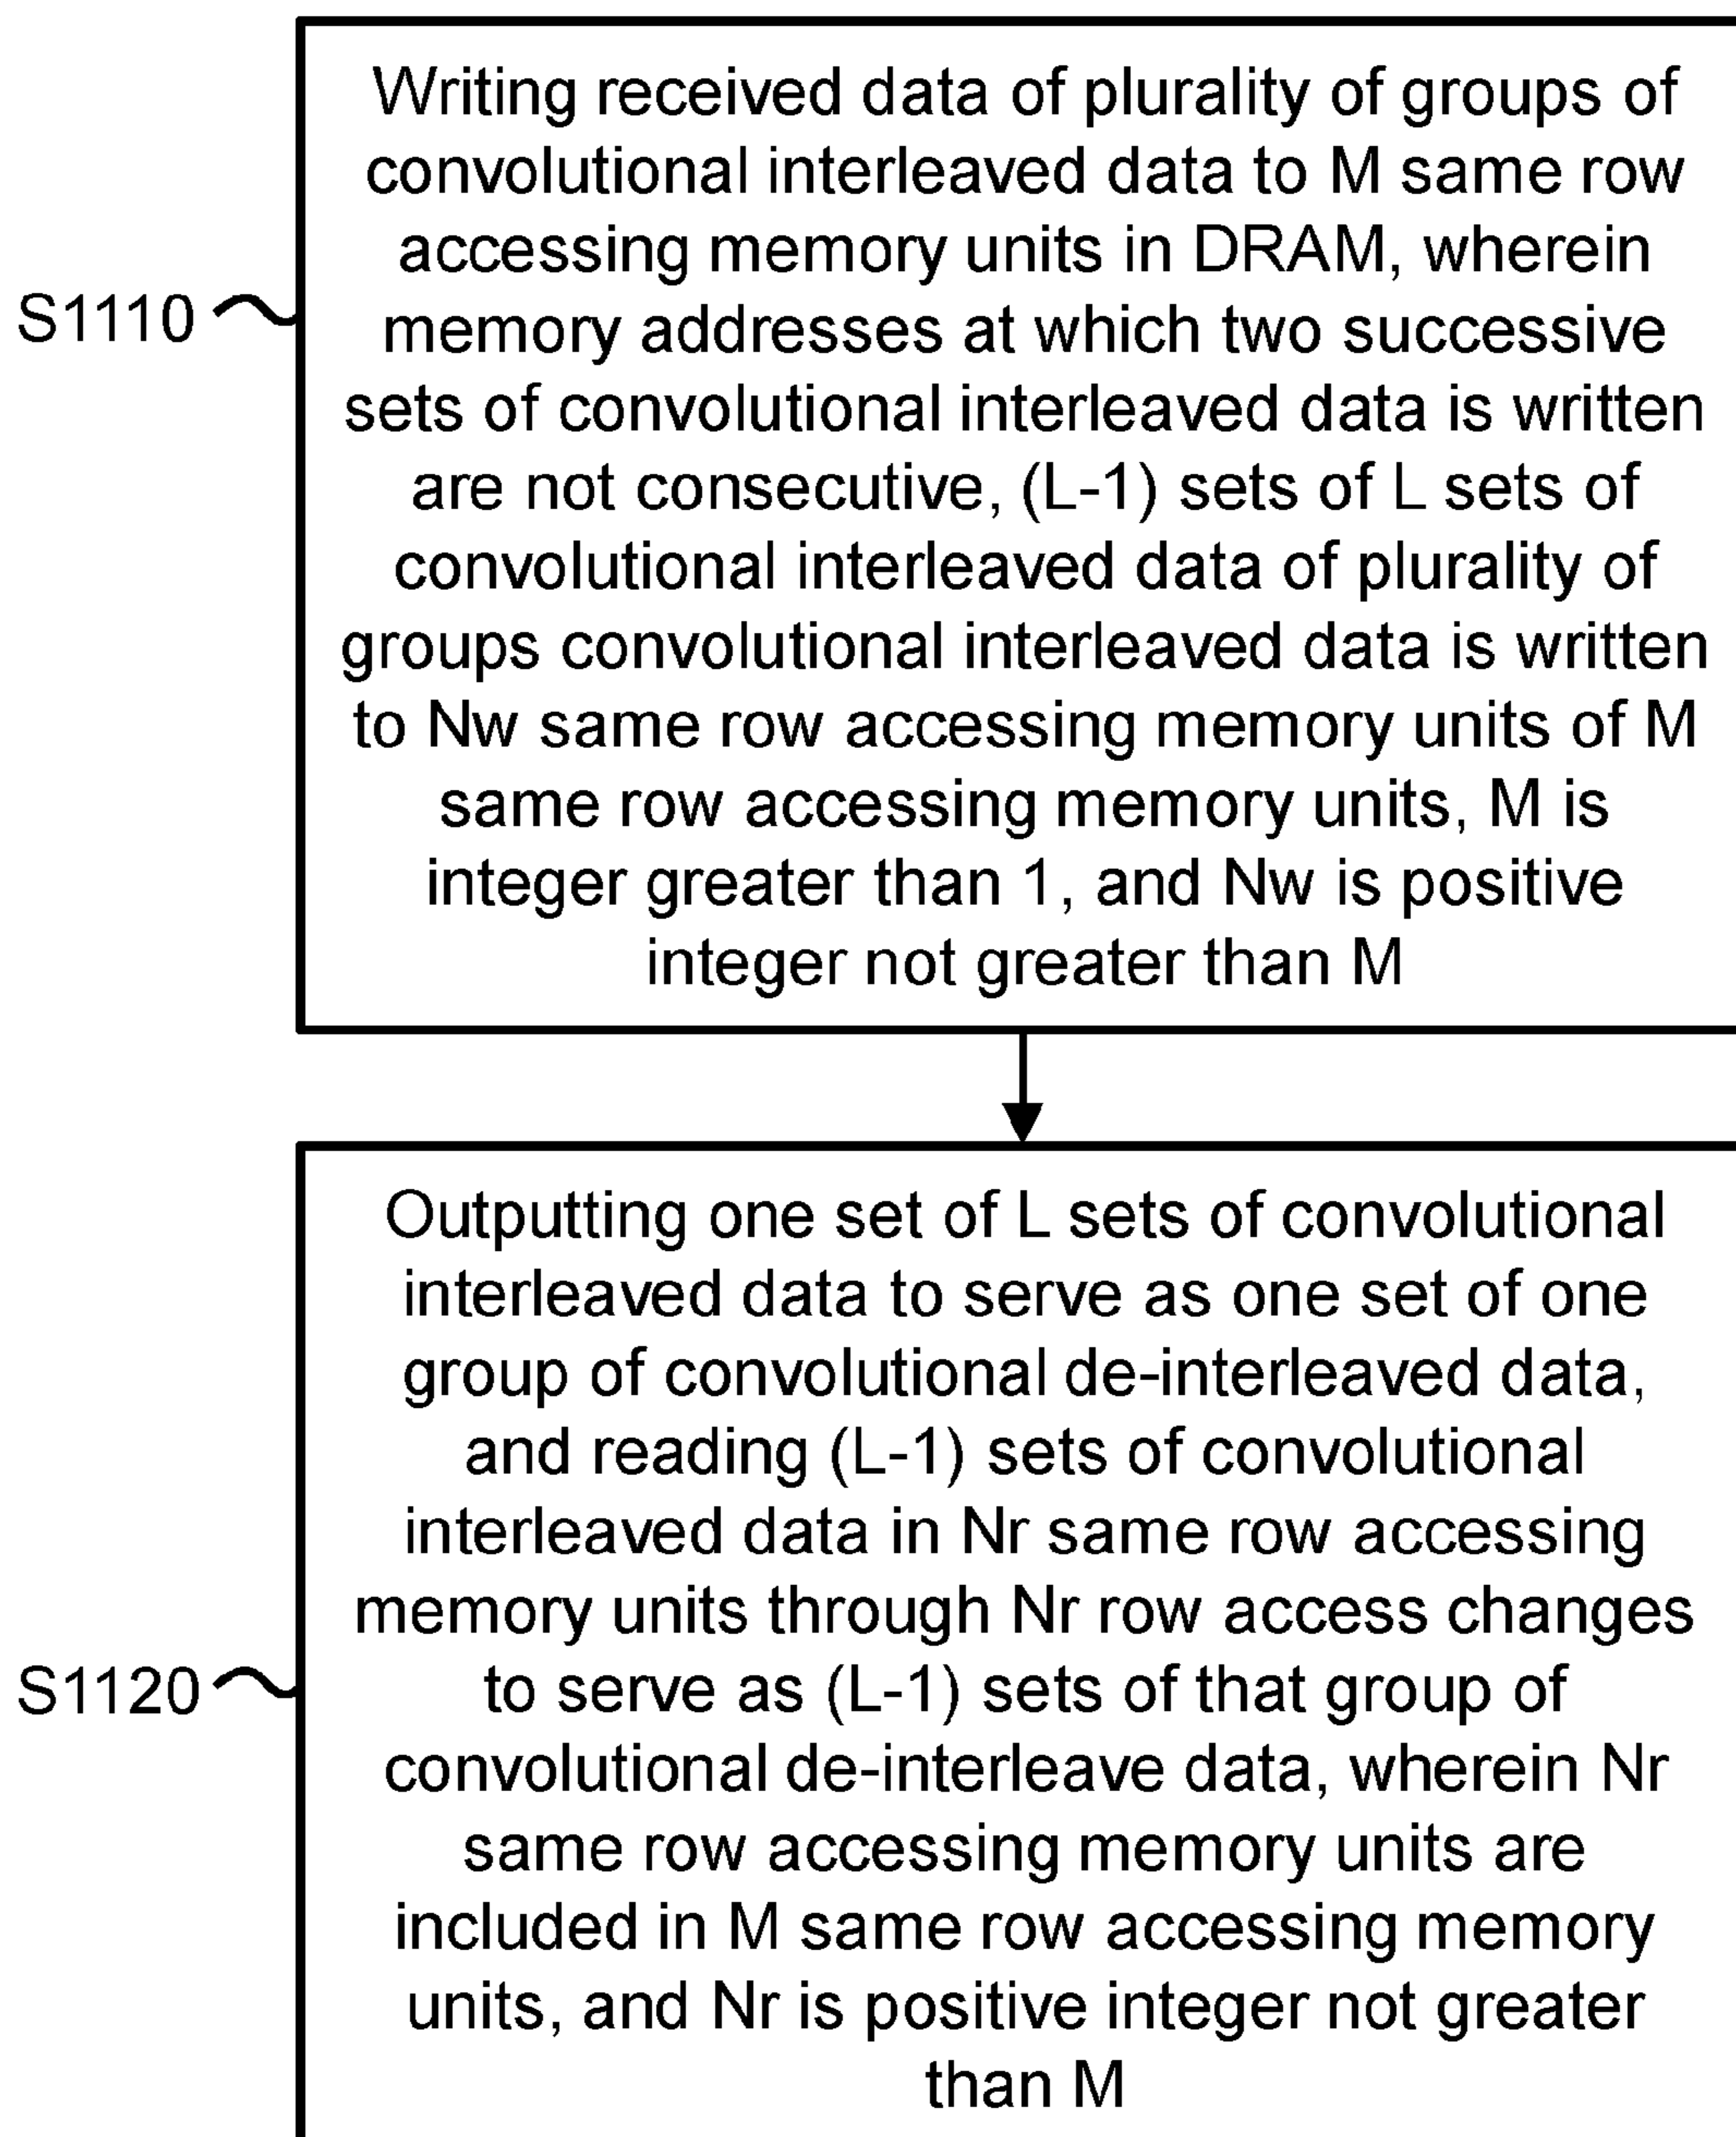 Writing received data of plurality of groups of
convolutional interleaved data to M same row
accessing memory units in DRAM, wherein
memory addresses at which two successive
sets of convolutional interleaved data is written
are not consecutive, (L-1) sets of L sets of
convolutional interleaved data of plurality of
groups convolutional interleaved data is written
to Nw same row accessing memory units of M
same row accessing memory units, M is
integer greater than 1, and Nw is positive
integer not greater than M
S1110
Outputting one set of L sets of convolutional
interleaved data to serve as one set of one
group of convolutional de-interleaved data,
and reading (L-1) sets of convolutional
interleaved data in Nr same row accessing
memory units through Nr row access changes
to serve as (L-1) sets of that group of
convolutional de-interleave data, wherein Nr
same row accessing memory units are
included in M same row accessing memory
units, and Nr is positive integer not greater
than M
S1120